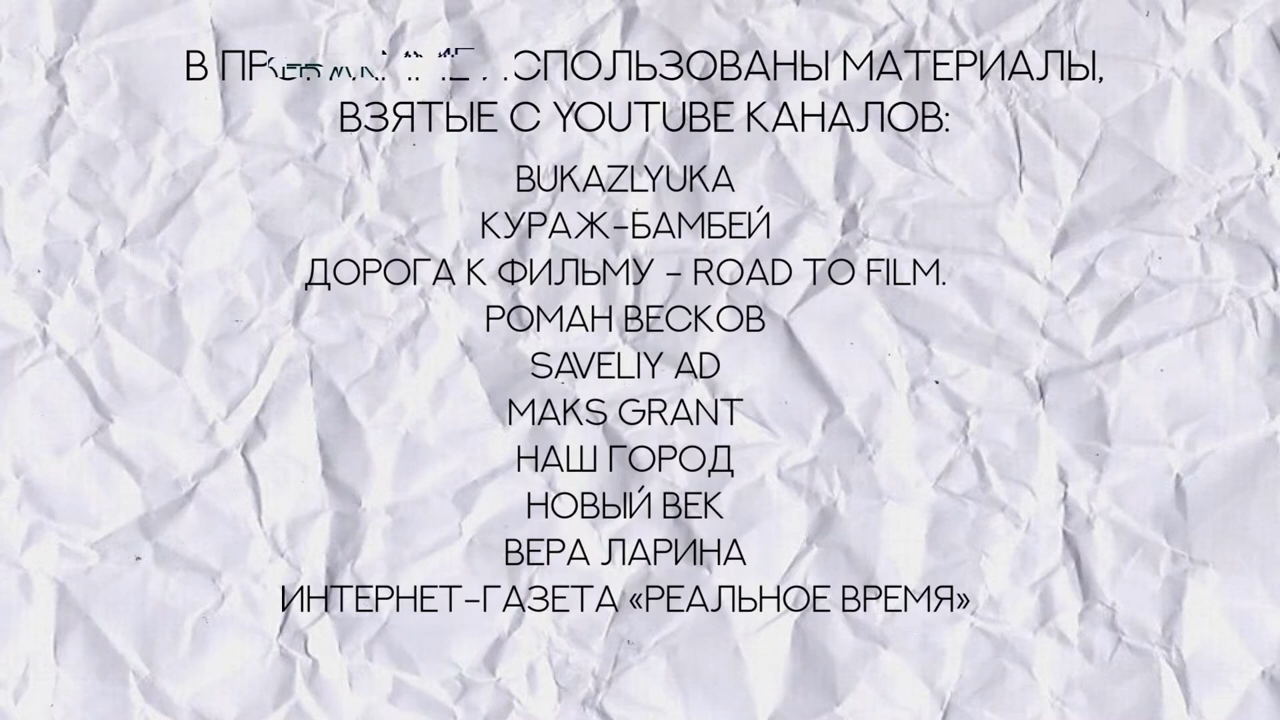 В ИСПОЛЬЗОВАНЫ МАТЕРИАЛЫ,
ВЗЯТЫЕ С YOUTUBE КАНАЛОВ:
BUKAZLYUKA
КУРАЖ-БАМБЕЙ
ДОРОГА К ФИЛЬМУ - ROAD TO FILM.
РОМАН ВЕСКОВ
SAVELIY AD
MAKS GRANT
НАШ ГОРОД
НОВЫЙ ВЕК
ВЕРА ЛАРИНА
ИНТЕРНЕТ-ГАЗЕТА «РЕАЛЬНОЕ ВРЕМЯ»